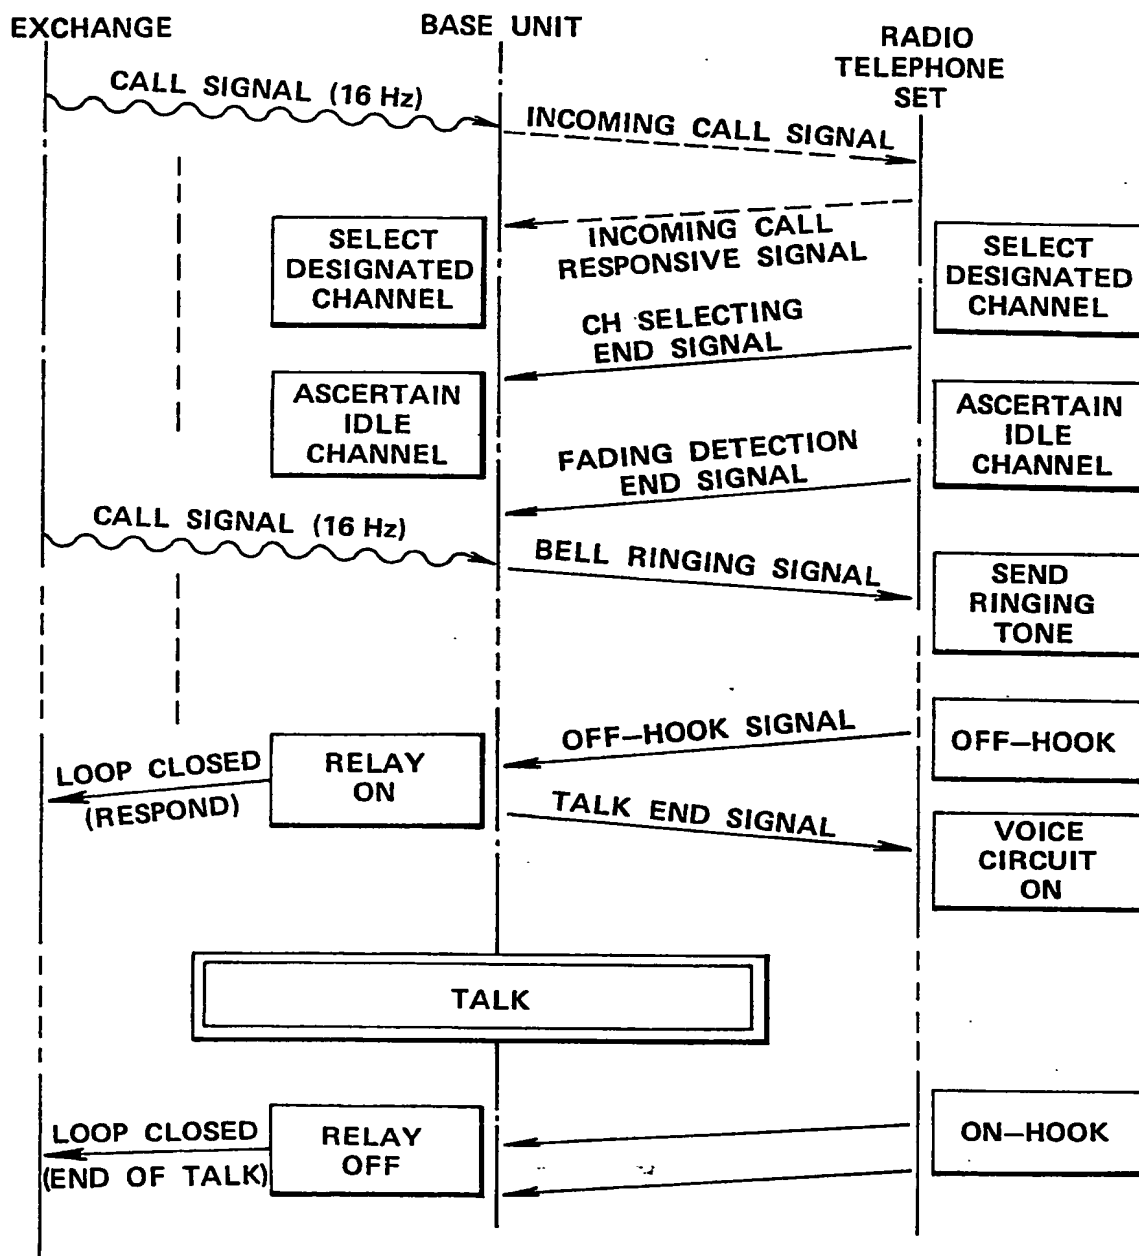 EXCHANGE
BASE UNIT
RADIO
TELEPHONE
SET
CALL SIGNAL (16 Hz)
INCOMING CALL SIGNAL
INCOMING CALL
RESPONSIVE SIGNAL
SELECT
DESIGNATED
CHANNEL
SELECT
DESIGNATED
CHANNEL
CH SELECTING
END SIGNAL
ASCERTAIN
IDLE
CHANNEL
ASCERTAIN
IDLE
CHANNEL
FADING DETECTION
END SIGNAL
CALL SIGNAL (16 Hz)
BELL RINGING SIGNAL
SEND
RINGING
TONE
OFF-HOOK SIGNAL
OFF-HOOK
LOOP CLOSED
(RESPOND)
RELAY
ON
TALK END SIGNAL
VOICE
CIRCUIT
ON
TALK
LOOP CLOSED
(END OF TALK)
RELAY
OFF
ON-HOOK